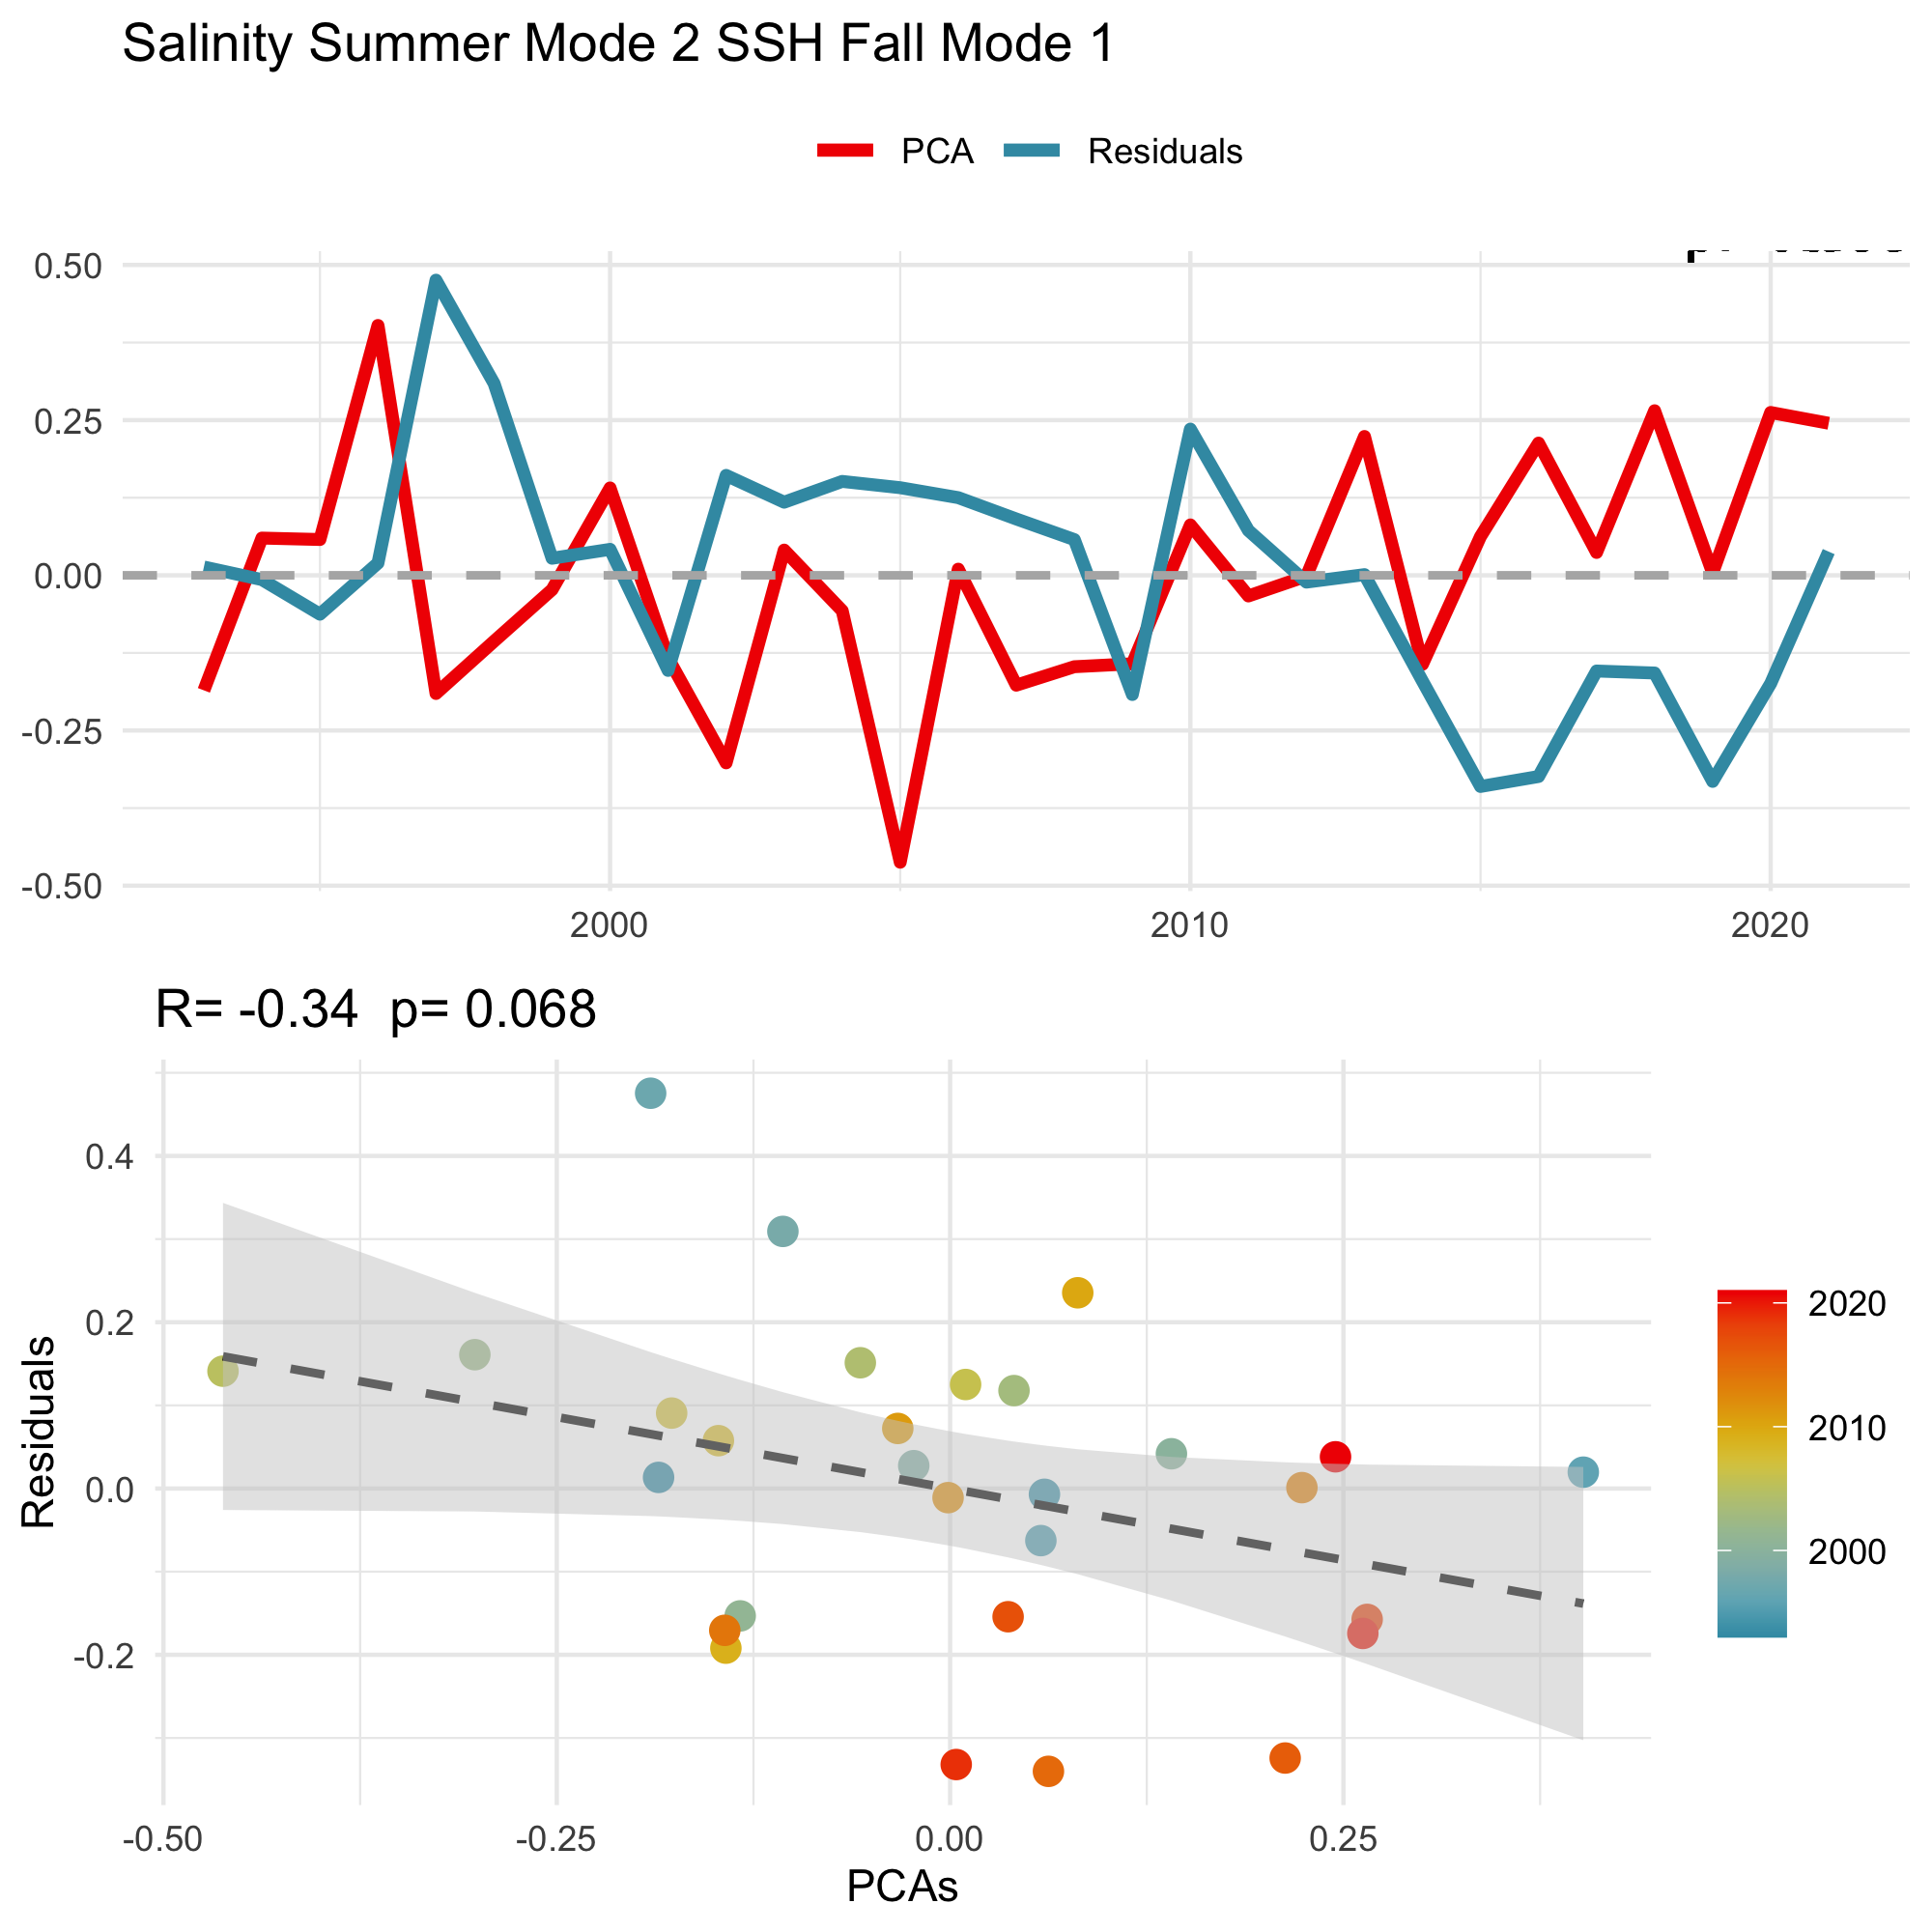 Salinity Summer Mode 2 SSH Fall Mode 1
PCA Residuals
0.50
0.25
0.00
-0.25
-0.50
2000 2010 2020
R= -0.34 p= 0.068
Residuals
0.4
0.2
0.0
-0.2
-0.50 -0.25 0.00 0.25
PCAs
2020
2010
2000